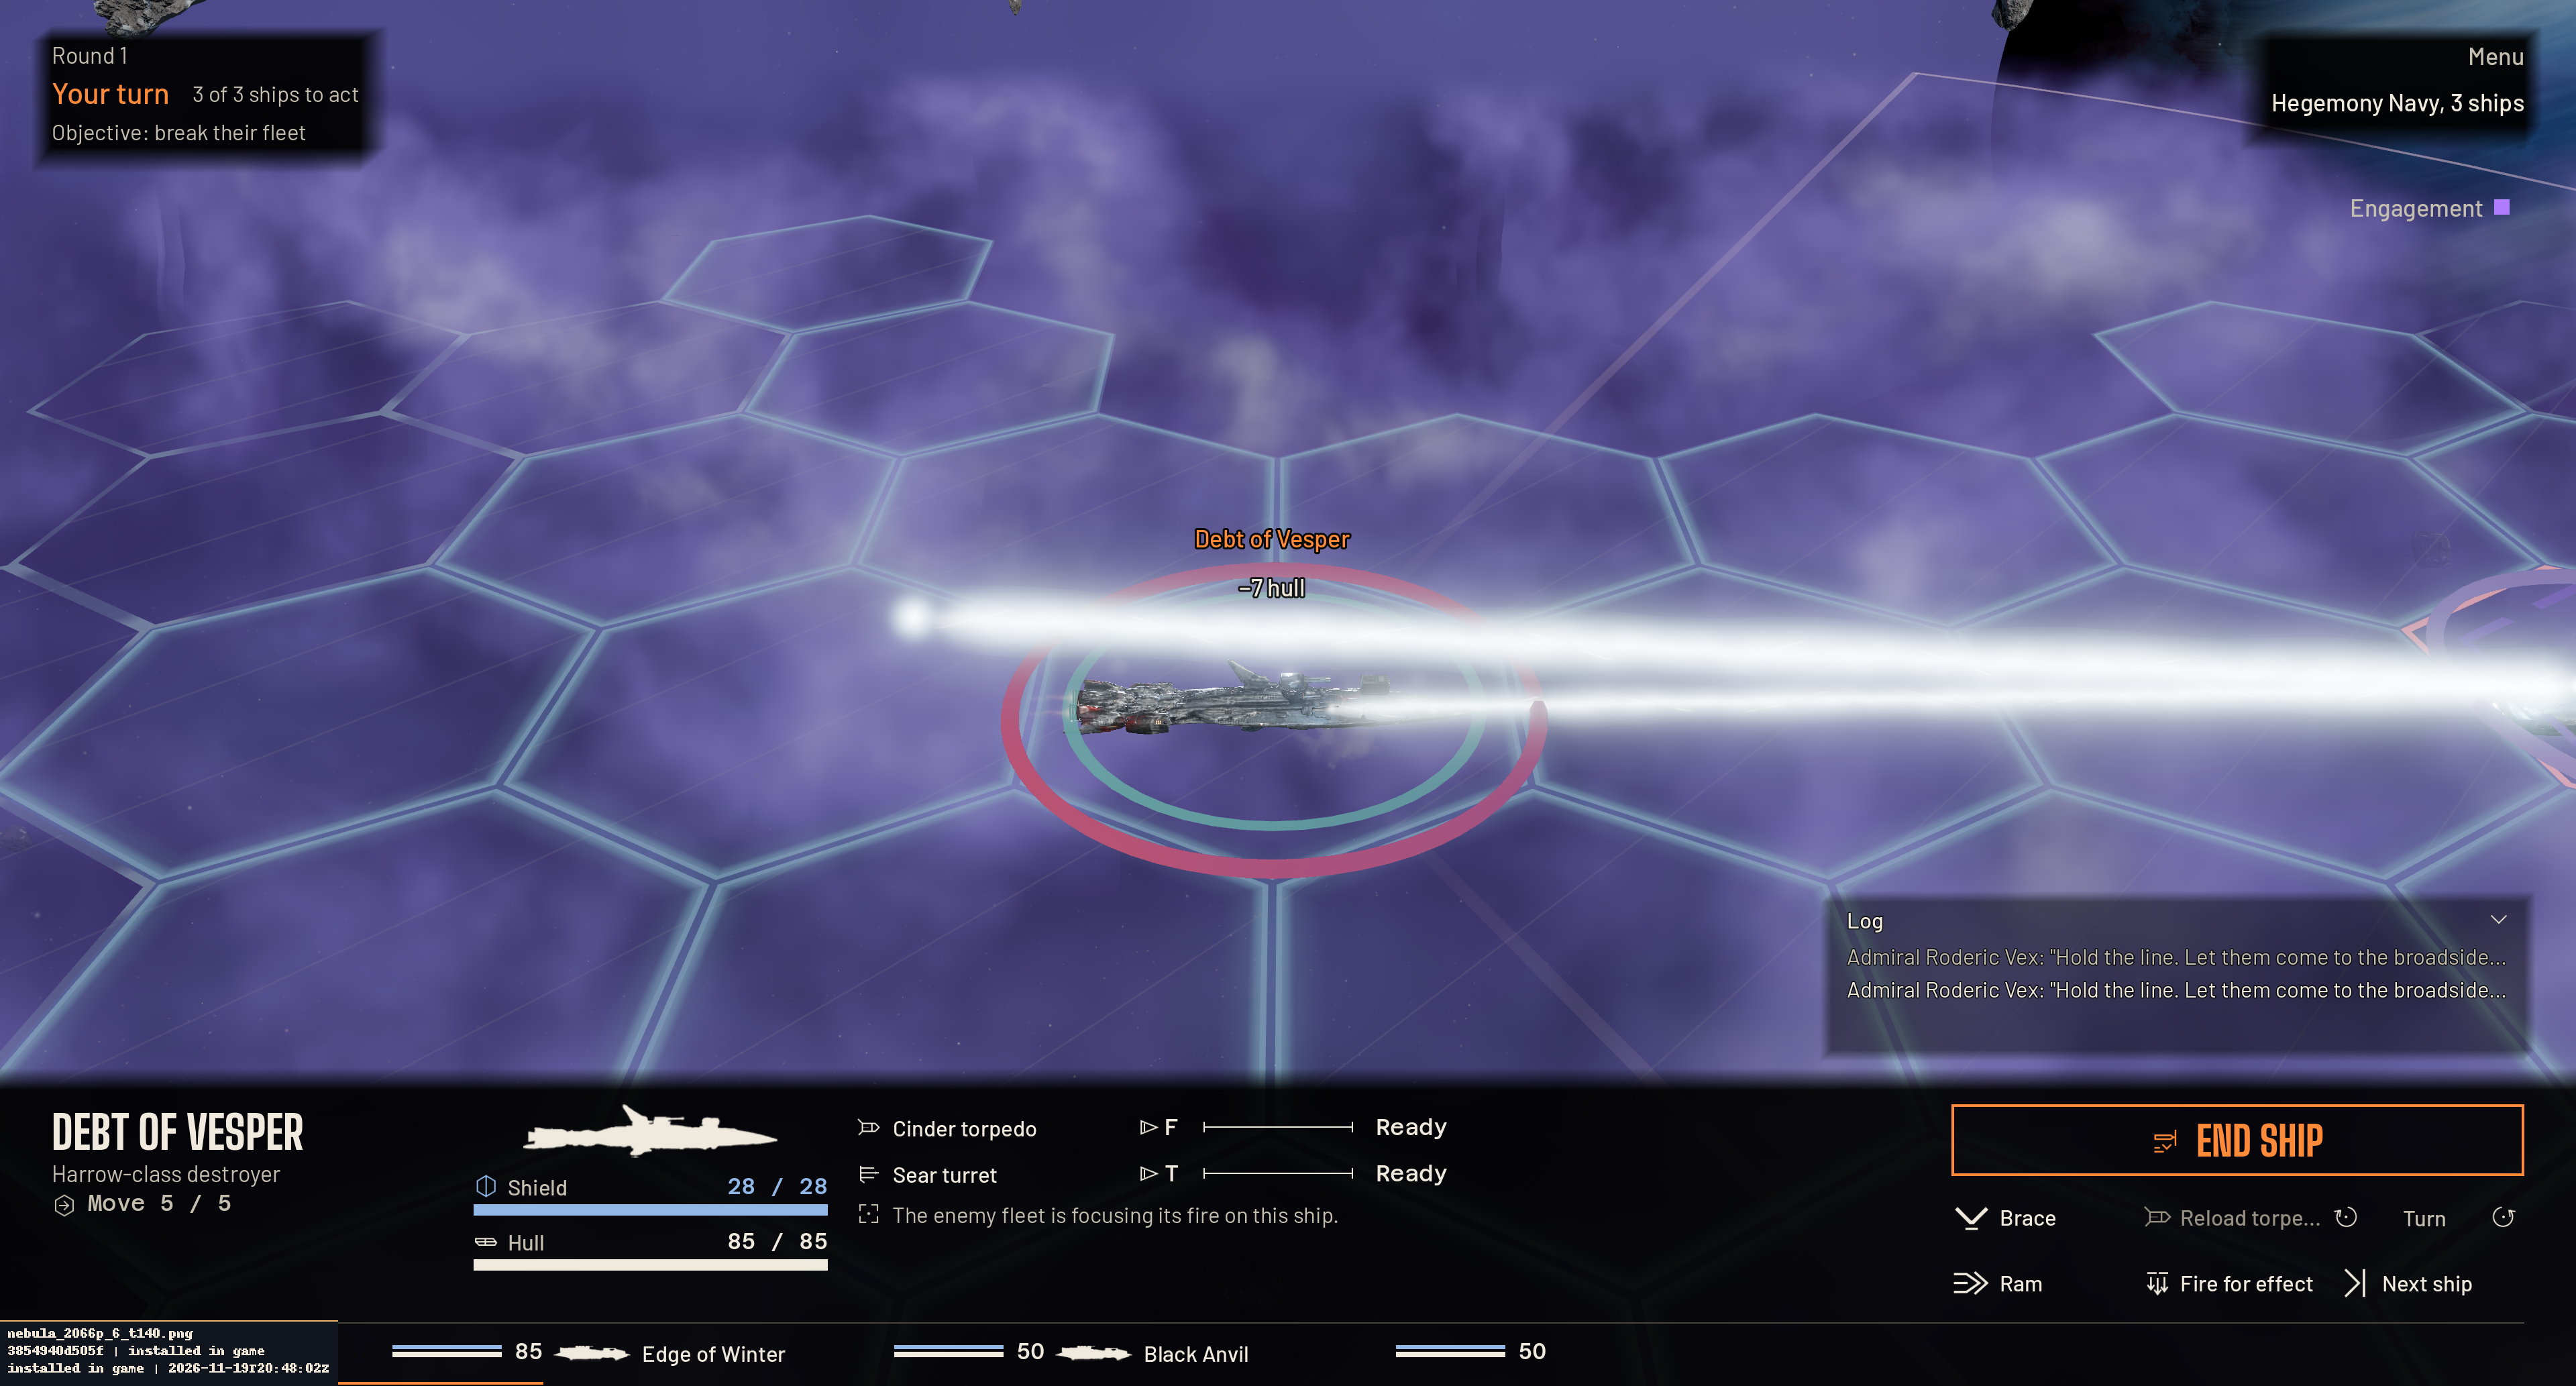 Round 1
Your turn 3 of 3 ships to act
Objective: break their fleet
Menu
Hegemony Navy, 3 ships
Engagement
Debt of Vesper
-7 hull
Log
Admiral Roderic Vex: "Hold the line. Let them come to the broadside...
Admiral Roderic Vex: "Hold the line. Let them come to the broadside...
DEBT OF VESPER
Harrow-class destroyer
Move 5 / 5
Shield 28 / 28
Hull 85 / 85
Cinder torpedo F Ready
Sear turret T Ready
The enemy fleet is focusing its fire on this ship.
END SHIP
Brace Reload torpe... Turn
Ram Fire for effect Next ship
nebula_2066p_6_t140.png
3854940d505f | installed in game
installed in game | 2026-11-19r20:48:02z
85 Edge of Winter 50 Black Anvil 50